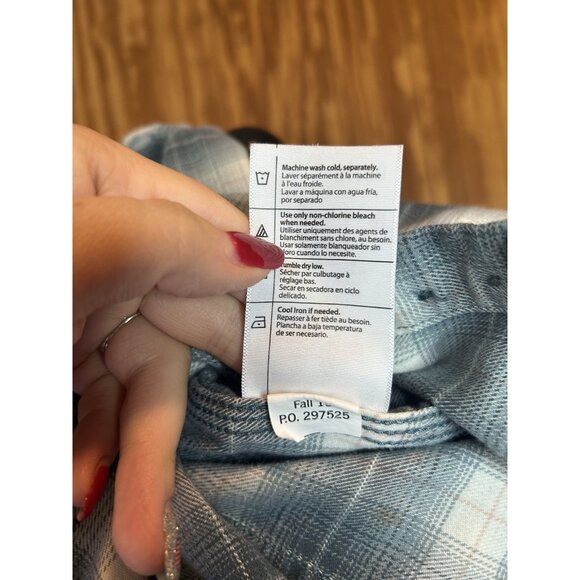 Machine wash cold, separately.
Laver séparément à la machine
à l'eau froide.
Lavar a máquina con agua fría,
por separado
Use only non-chlorine bleach
when needed.
Utiliser uniquement des agents de
blanchiment sans chlore, au besoin.
Usar solamente blanqueador sin
cloro cuando lo necesite.
Tumble dry low.
Sécher par culbutage à
réglage bas.
Secar en secadora en ciclo
delicado.
Cool Iron if needed.
Repasser à fer tiède au besoin.
Plancha a baja temperatura
de ser necesario.
Fall
P.O. 297525